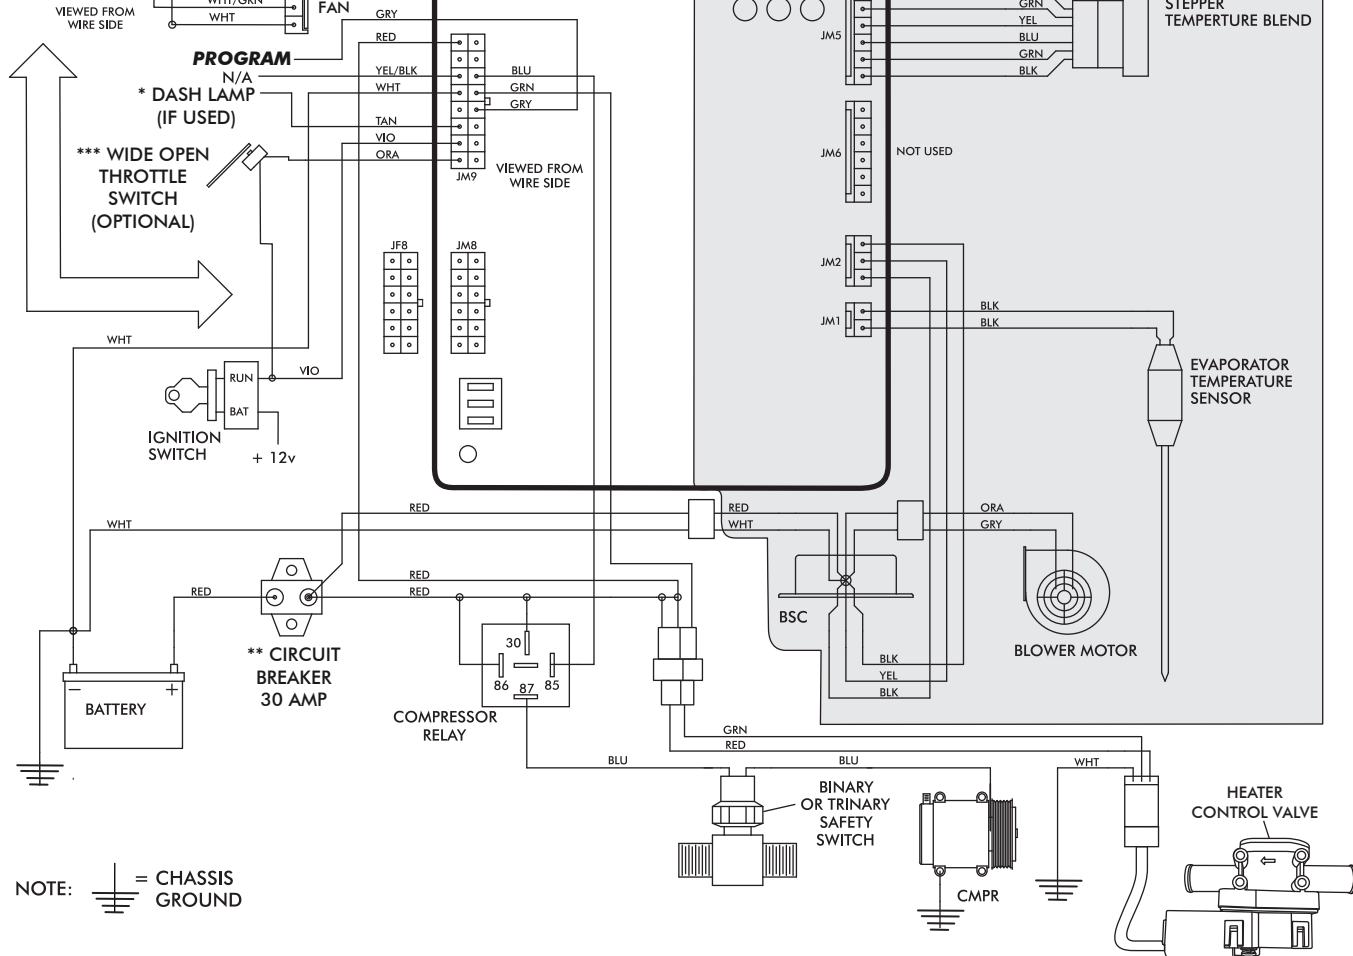 WHT/GRN
FAN
VIEWED FROM
WIRE SIDE
WHT
GRY
RED
PROGRAM
N/A
YEL/BLK
BLU
* DASH LAMP
(IF USED)
WHT
GRN
GRY
TAN
VIO
ORA
*** WIDE OPEN
THROTTLE
SWITCH
(OPTIONAL)
JM9
VIEWED FROM
WIRE SIDE
GRN
YEL
BLU
GRN
BLK
JM5
STEPPER
TEMPERTURE BLEND
JM6
NOT USED
JF8
JM8
JM2
JM1
BLK
BLK
EVAPORATOR
TEMPERATURE
SENSOR
WHT
RUN
VIO
BAT
IGNITION
SWITCH
+ 12v
RED
WHT
RED
WHT
ORA
GRY
RED
RED
RED
BSC
BLOWER MOTOR
** CIRCUIT
BREAKER
30 AMP
30
86
87
85
BLK
YEL
BLK
BATTERY
–
+
COMPRESSOR
RELAY
GRN
RED
BLU
BLU
WHT
BINARY
OR TRINARY
SAFETY
SWITCH
HEATER
CONTROL VALVE
CMPR
NOTE:
= CHASSIS
GROUND